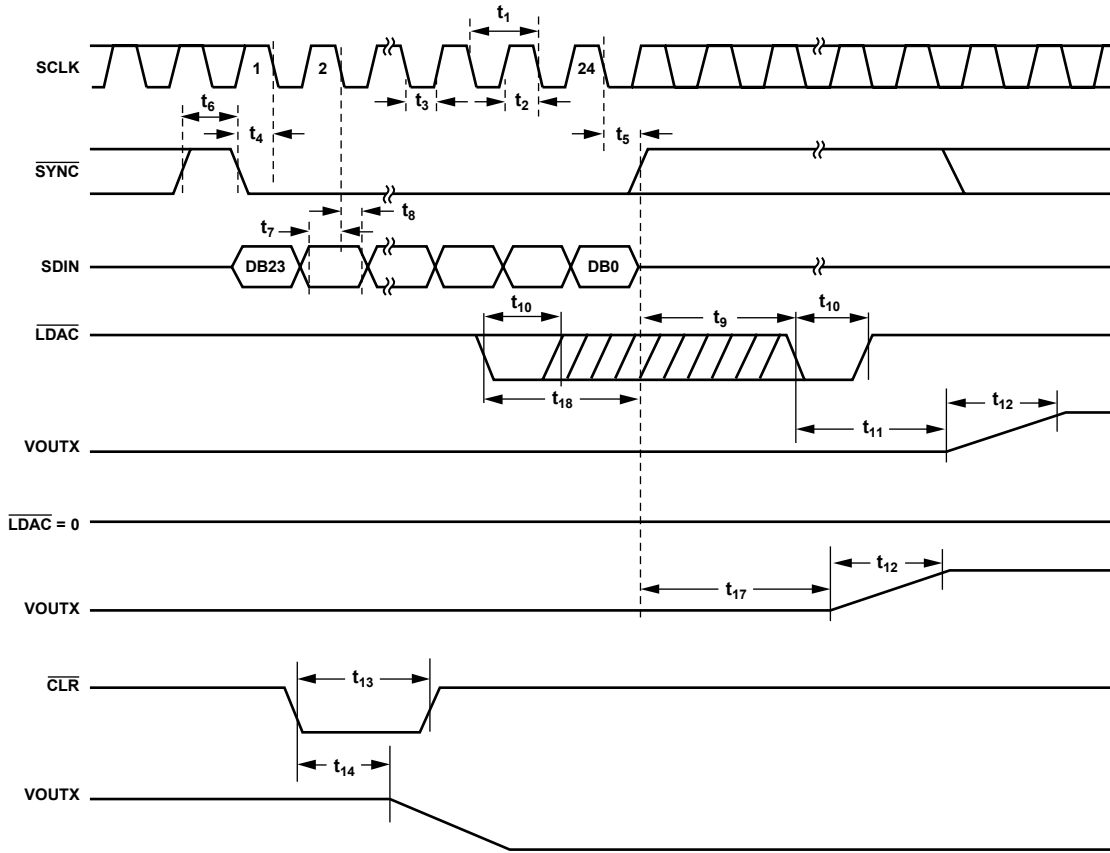 t1
SCLK
1
2
24
t6
t3
t2
t4
t5
SYNC
t8
t7
SDIN
DB23
DB0
t10
t9
t10
LDAC
t18
t12
t11
VOUTX
LDAC = 0
t12
t17
VOUTX
t13
CLR
t14
VOUTX